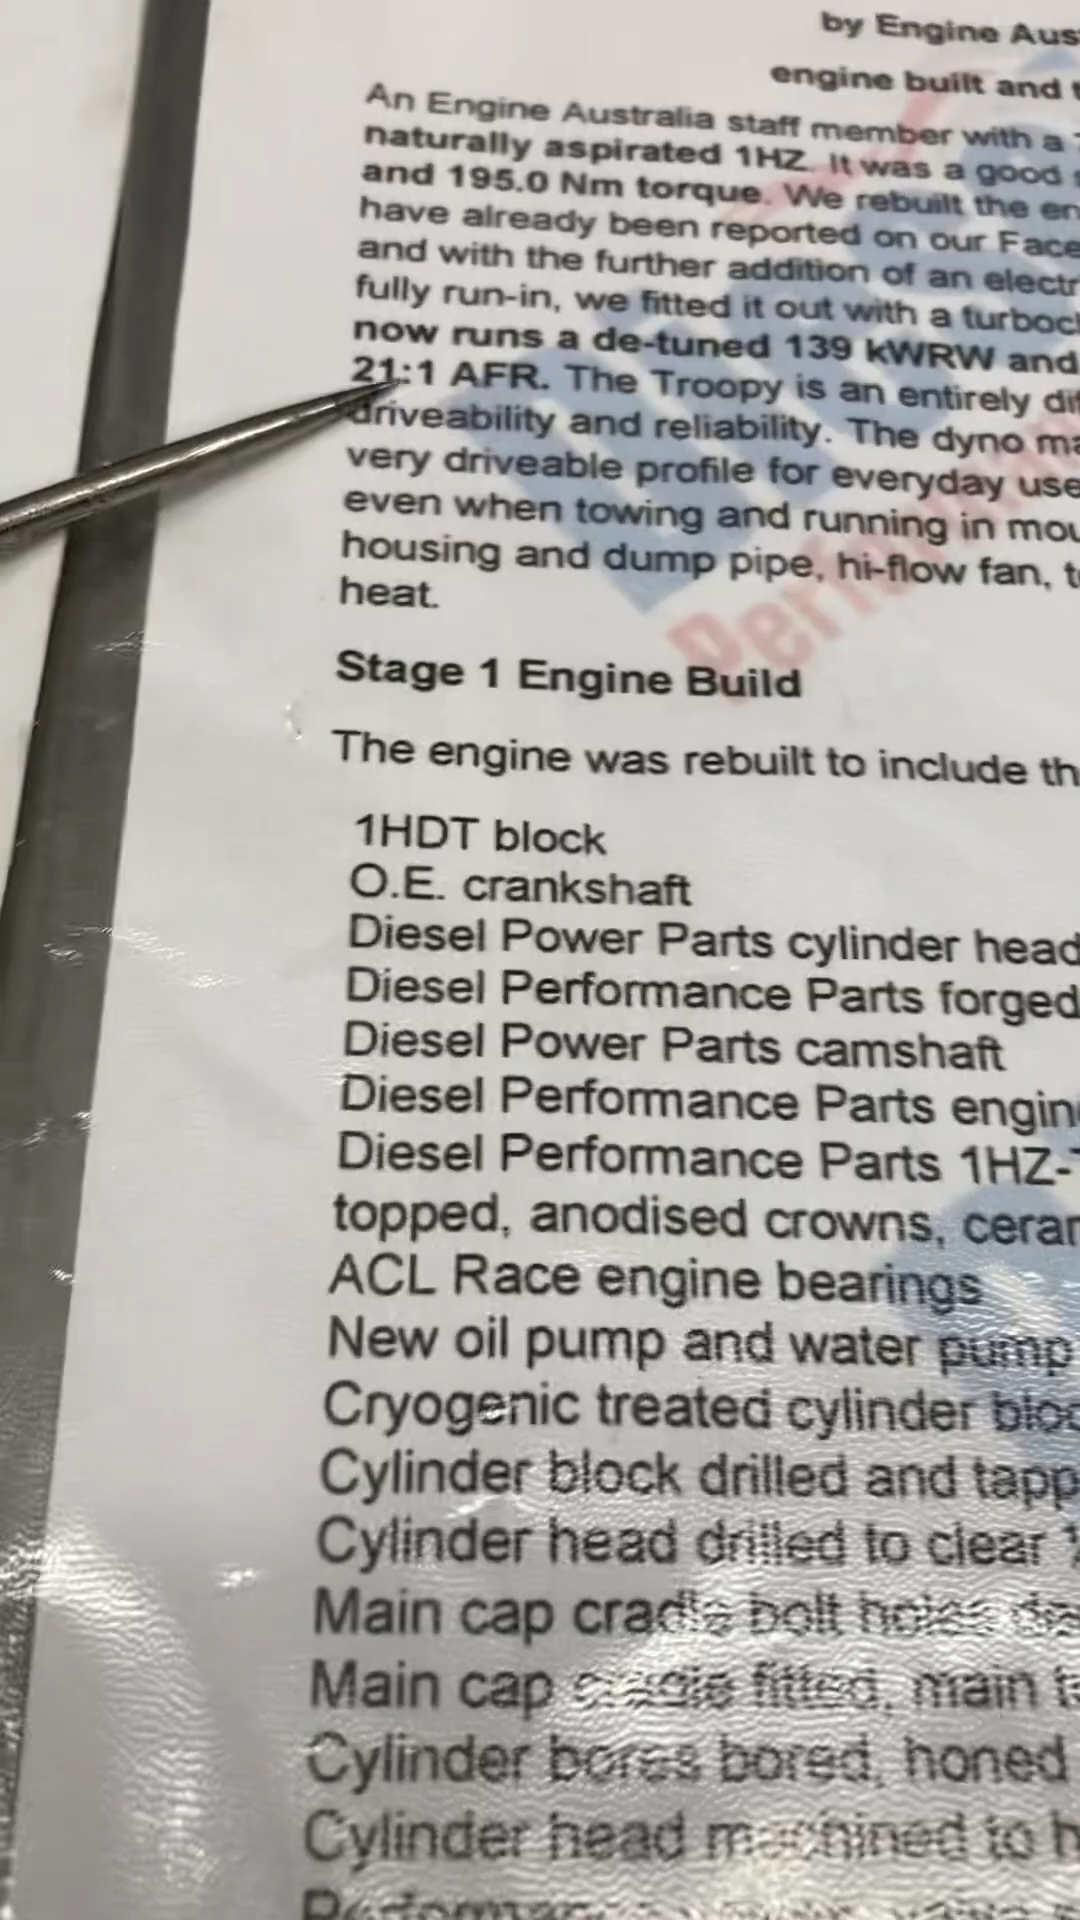 by Engine Aus
engine built and t
An Engine Australia staff member with a
naturally aspirated 1HZ. It was a good s
and 195.0 Nm torque. We rebuilt the en
have already been reported on our Face
and with the further addition of an electr
fully run-in, we fitted it out with a turboc
now runs a de-tuned 139 kWRW and
21:1 AFR. The Troopy is an entirely dif
driveability and reliability. The dyno ma
very driveable profile for everyday use
even when towing and running in mou
housing and dump pipe, hi-flow fan, t
heat.
Stage 1 Engine Build
The engine was rebuilt to include th
1HDT block
O.E. crankshaft
Diesel Power Parts cylinder head
Diesel Performance Parts forged
Diesel Power Parts camshaft
Diesel Performance Parts engin
Diesel Performance Parts 1HZ-
topped, anodised crowns, cerar
ACL Race engine bearings
New oil pump and water pump
Cryogenic treated cylinder bloc
Cylinder block drilled and tapp
Cylinder head drilled to clear
Main cap cradle bolt holes
Main cap cradle fitted, main
Cylinder bores bored, honed
Cylinder head machined to h